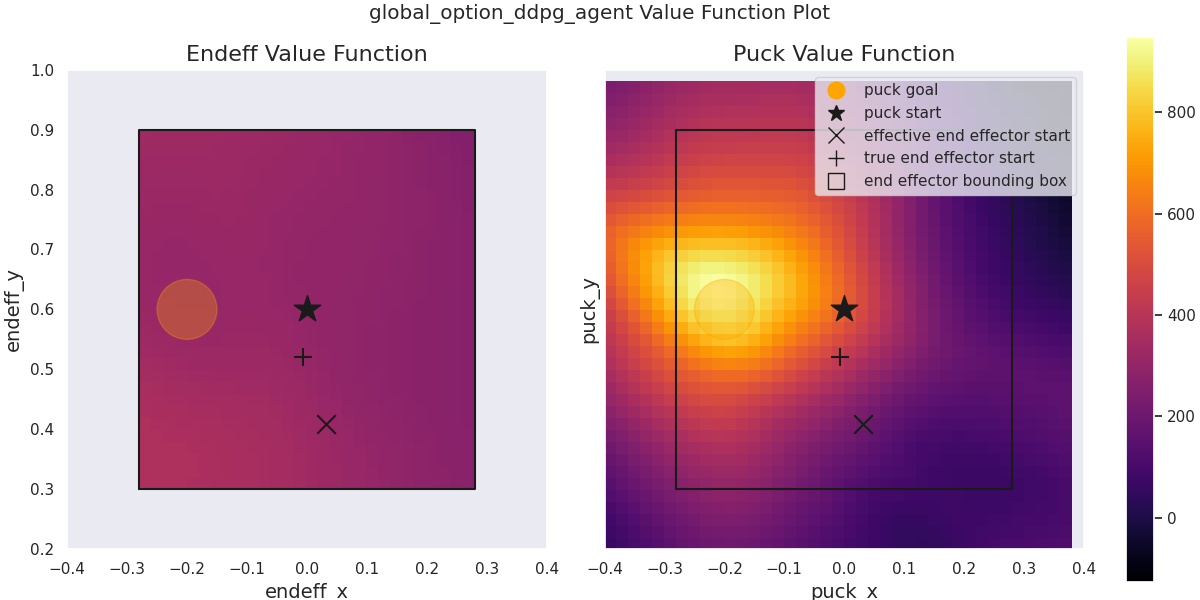 global_option_ddpg_agent Value Function Plot
Endeff Value Function
1.0
0.9
0.8
0.7
0.6
0.5
0.4
0.3
0.2
endeff_y
−0.4 −0.3 −0.2 −0.1 0.0 0.1 0.2 0.3 0.4
endeff_x
Puck Value Function
puck goal
puck start
effective end effector start
true end effector start
end effector bounding box
puck_y
−0.4 −0.3 −0.2 −0.1 0.0 0.1 0.2 0.3 0.4
puck_x
800
600
400
200
0